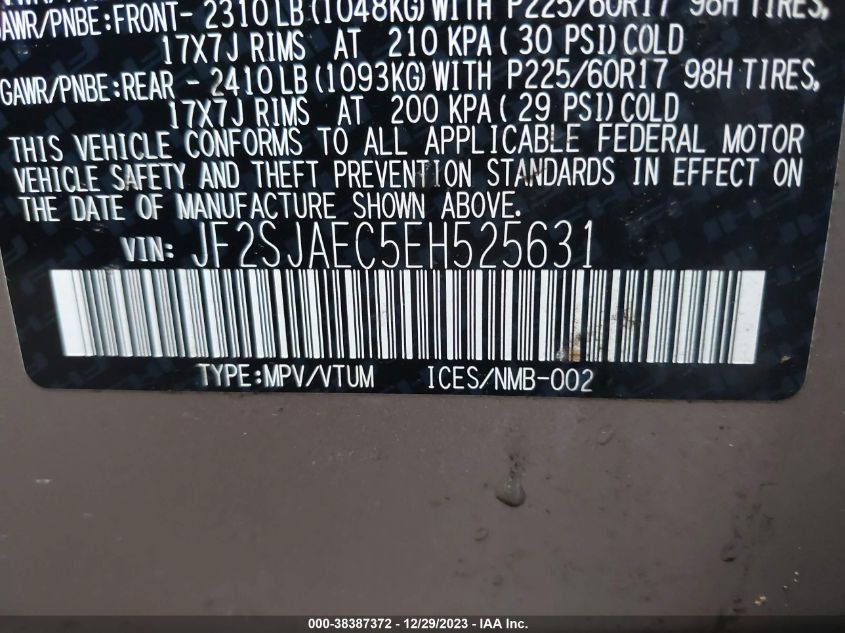 GAWR/PNBE:FRONT- 2310 LB (1048KG) WITH P225/60R17 98H TIRES,
17X7J RIMS AT 210 KPA ( 30 PSI) COLD
GAWR/PNBE:REAR - 2410 LB (1093KG) WITH P225/60R17 98H TIRES,
17X7J RIMS AT 200 KPA (29 PSI) COLD
THIS VEHICLE CONFORMS TO ALL APPLICABLE FEDERAL MOTOR
VEHICLE SAFETY AND THEFT PREVENTION STANDARDS IN EFFECT ON
THE DATE OF MANUFACTURE SHOWN ABOVE.
VIN: JF2SJAEC5EH525631
TYPE:MPV/VTUM ICES/NMB-002
000-38387372 - 12/29/2023 - IAA Inc.